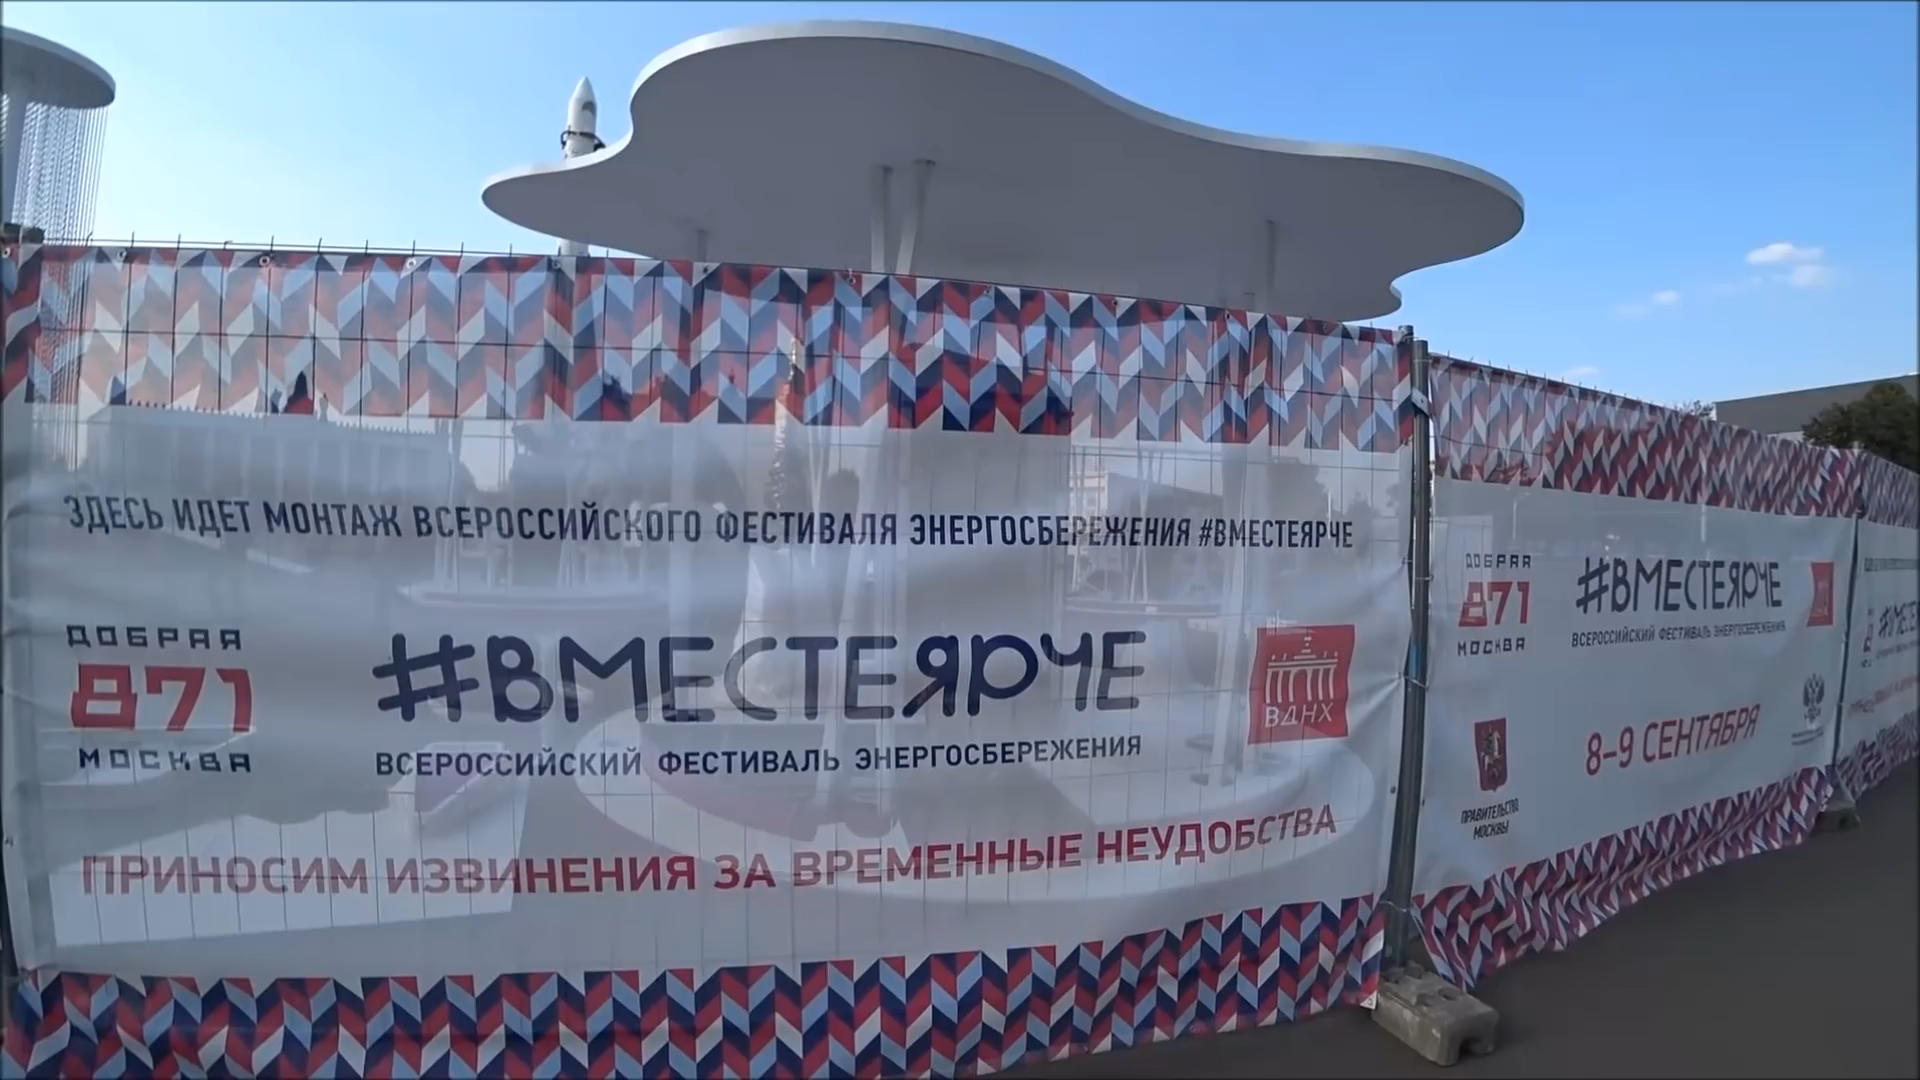 ЗДЕСЬ ИДЕТ МОНТАЖ ВСЕРОССИЙСКОГО ФЕСТИВАЛЯ ЭНЕРГОСБЕРЕЖЕНИЯ #ВМЕСТЕЯРЧЕ
ДОБРАЯ
871
МОСКВА
#ВМЕСТЕЯРЧЕ
ВСЕРОССИЙСКИЙ ФЕСТИВАЛЬ ЭНЕРГОСБЕРЕЖЕНИЯ
ВДНХ
ПРИНОСИМ ИЗВИНЕНИЯ ЗА ВРЕМЕННЫЕ НЕУДОБСТВА
ДОБРАЯ
871
МОСКВА
#ВМЕСТЕЯРЧЕ
ВСЕРОССИЙСКИЙ ФЕСТИВАЛЬ ЭНЕРГОСБЕРЕЖЕНИЯ
ПРАВИТЕЛЬСТВО
МОСКВЫ
8–9 СЕНТЯБРЯ